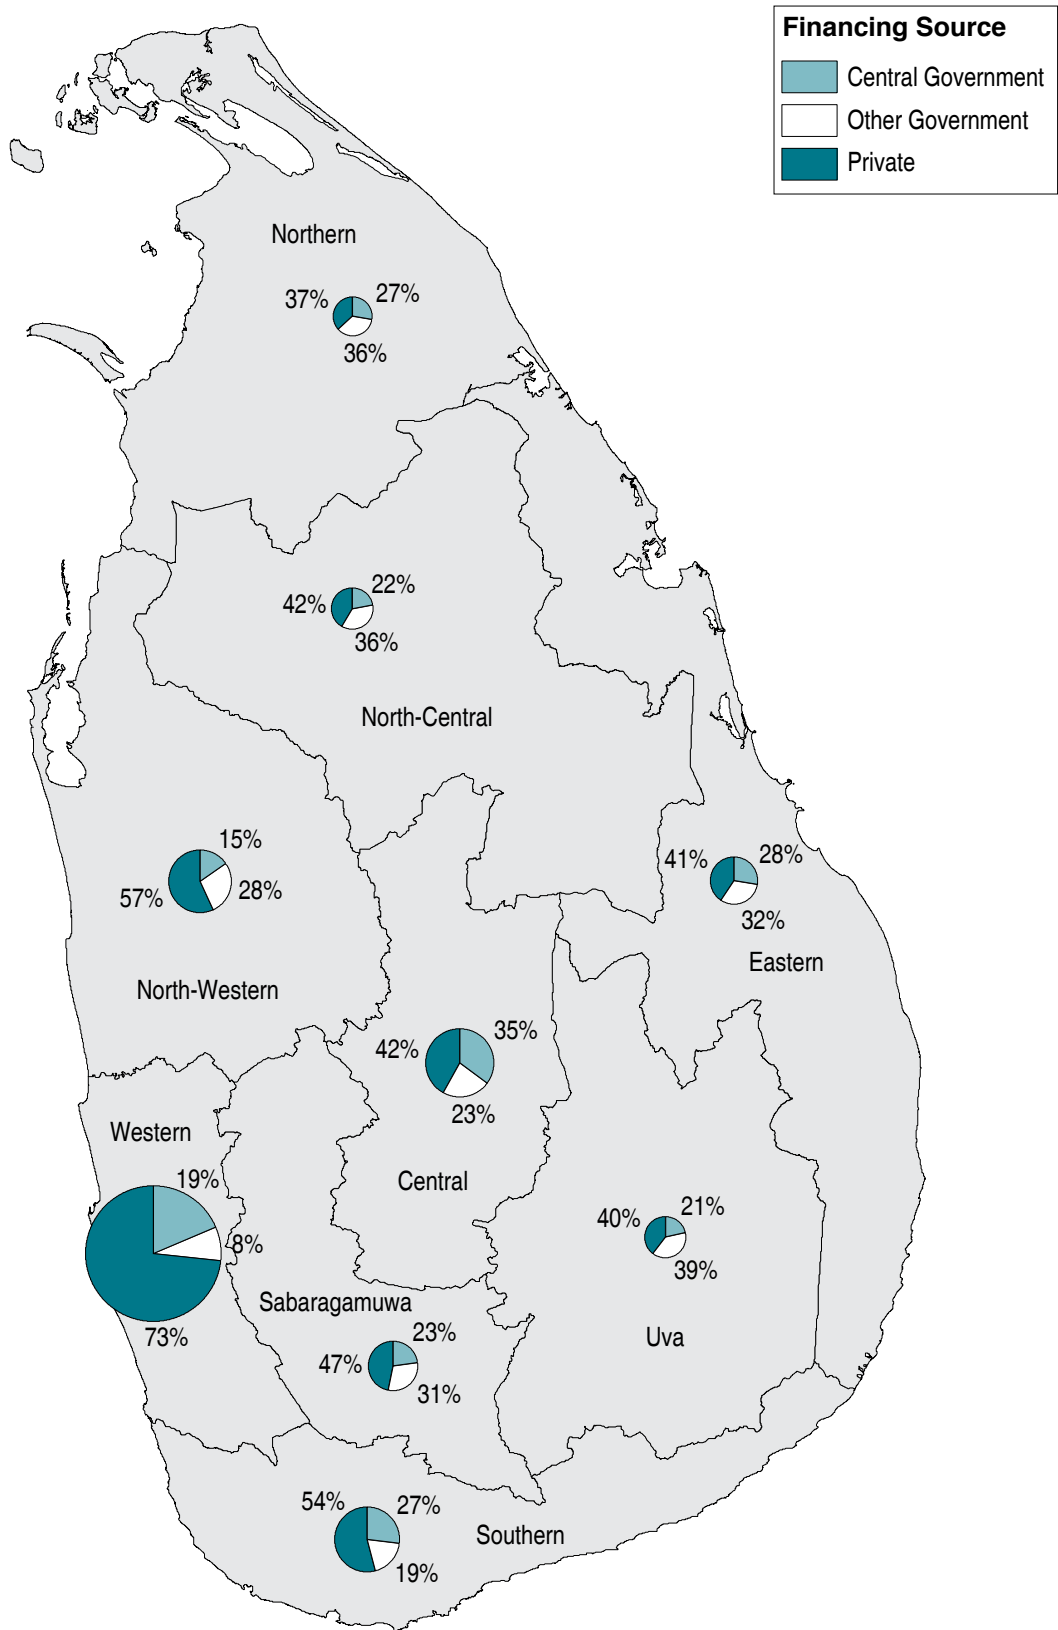 Financing Source
Central Government
Other Government
Private
Northern
37% 27%
36%
22%
42%
36%
North-Central
15%
57% 28%
North-Western
41% 28%
32%
Eastern
35%
42%
23%
Central
Western
19%
8%
73%
21%
40%
39%
Uva
Sabaragamuwa
23%
47%
31%
54% 27%
Southern
19%